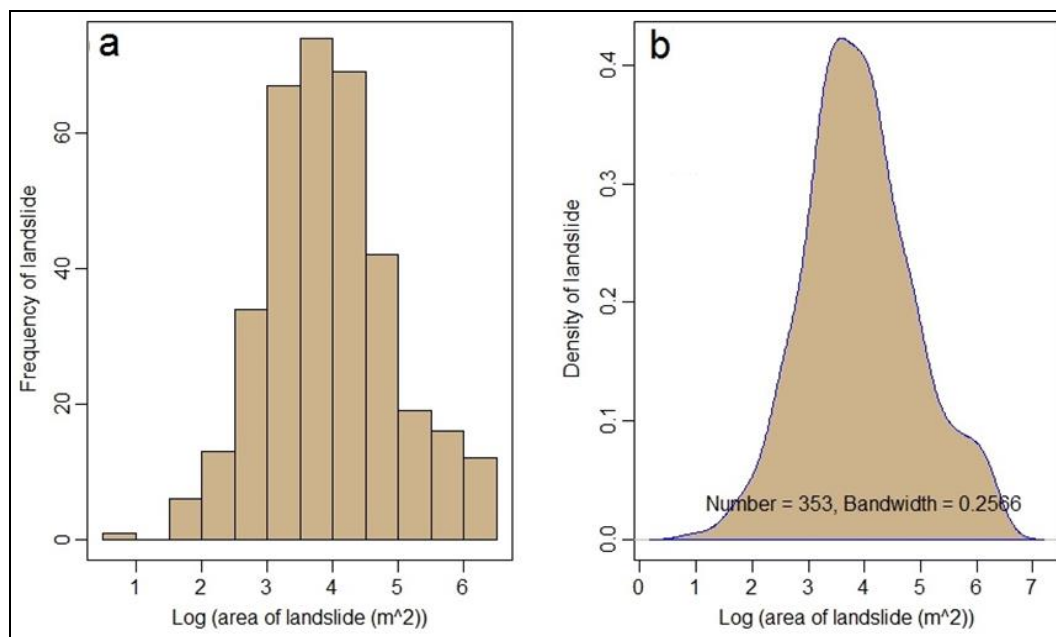 a
Frequency of landslide
60
40
20
0
1 2 3 4 5 6
Log (area of landslide (m^2))
b
Density of landslide
0.4
0.3
0.2
0.1
0.0
Number = 353, Bandwidth = 0.2566
0 1 2 3 4 5 6 7
Log (area of landslide (m^2))